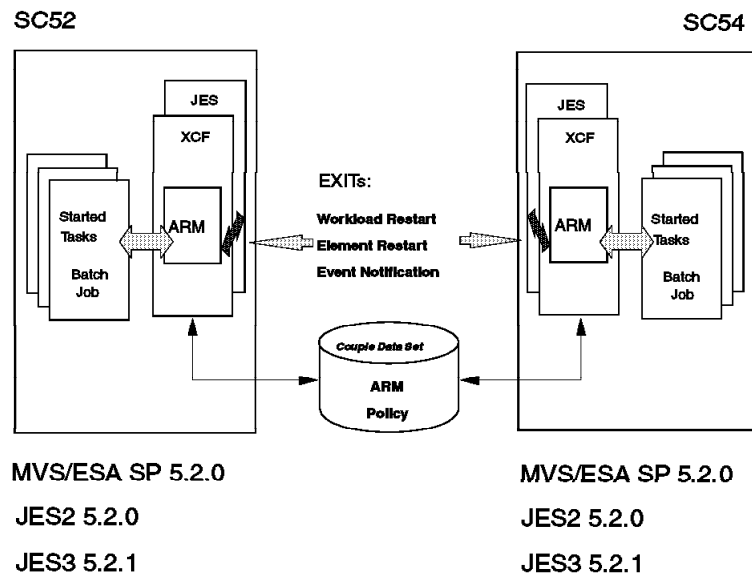 SC52
SC54
JES
XCF
ARM
Started
Tasks
Batch
Job
EXITs:
Workload Restart
Element Restart
Event Notification
JES
XCF
ARM
Started
Tasks
Batch
Job
Couple Data Set
ARM
Policy
MVS/ESA SP 5.2.0
JES2 5.2.0
JES3 5.2.1
MVS/ESA SP 5.2.0
JES2 5.2.0
JES3 5.2.1